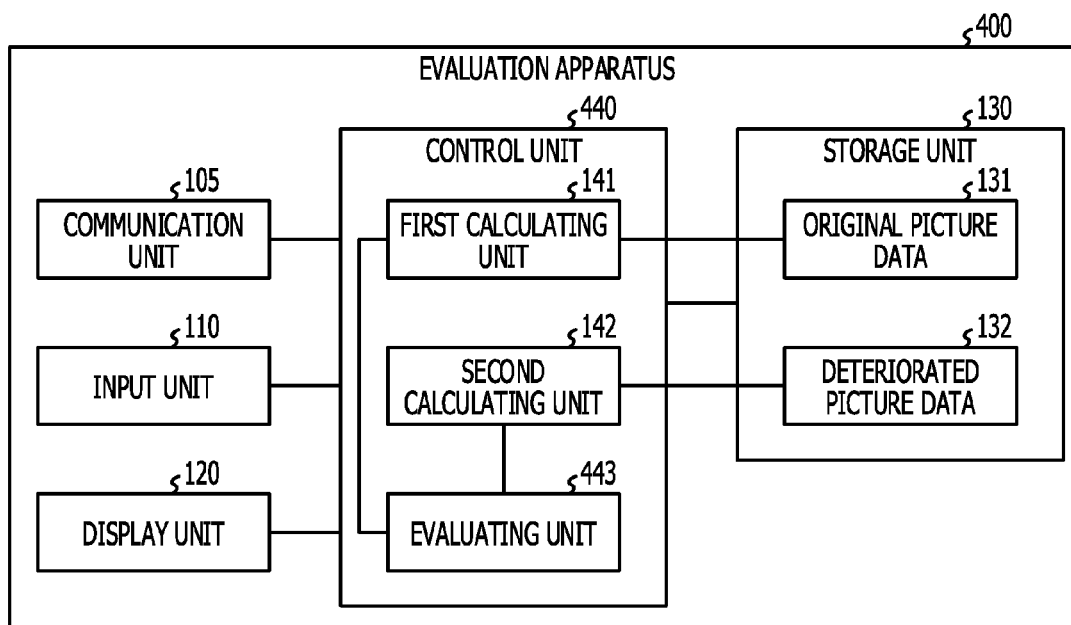 400
EVALUATION APPARATUS
440
CONTROL UNIT
130
STORAGE UNIT
105
COMMUNICATION
UNIT
141
FIRST CALCULATING
UNIT
131
ORIGINAL PICTURE
DATA
110
INPUT UNIT
142
SECOND
CALCULATING UNIT
132
DETERIORATED
PICTURE DATA
120
DISPLAY UNIT
443
EVALUATING UNIT